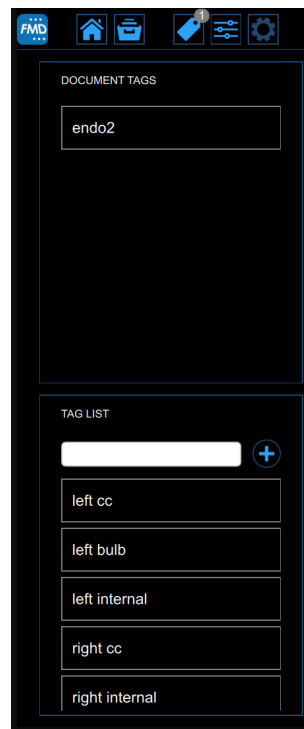 FMD
1
DOCUMENT TAGS
endo2
TAG LIST
left cc
left bulb
left internal
right cc
right internal